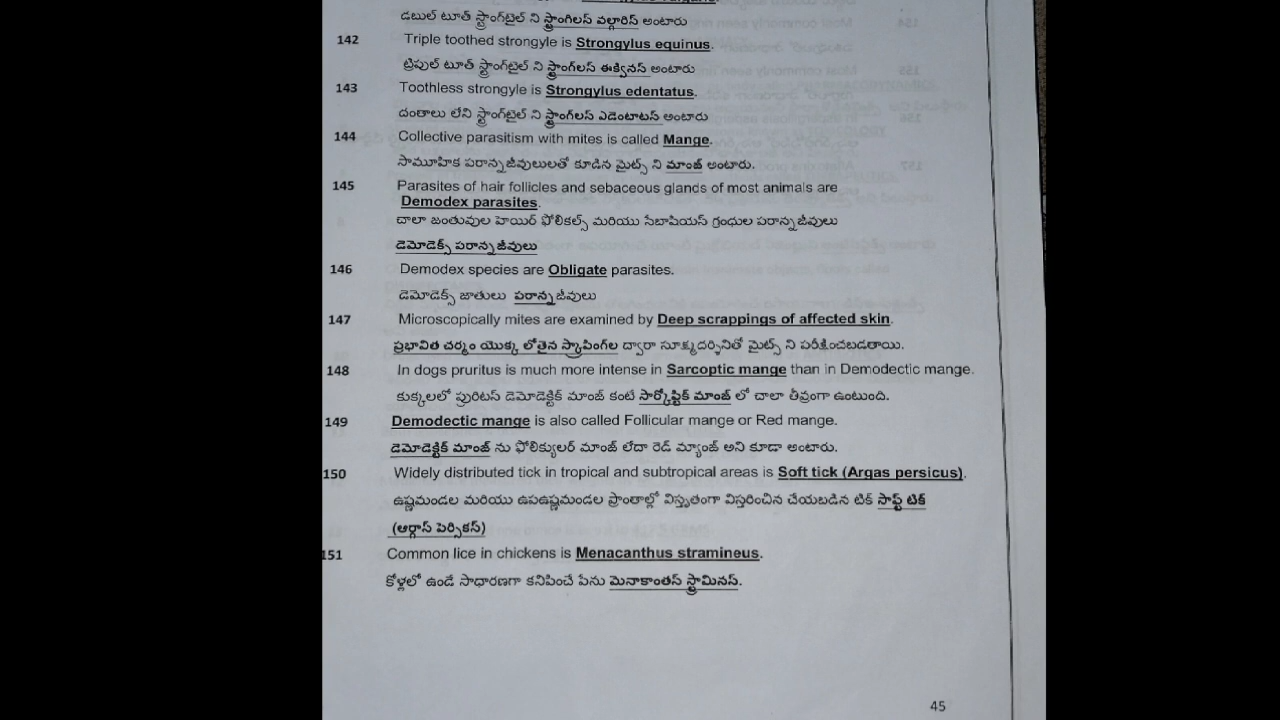 డబుల్ టూత్ స్ట్రాంగ్‌టైల్ ని స్ట్రాంగిలస్ వల్గారిస్ అంటారు
142 Triple toothed strongyle is Strongylus equinus.
ట్రిపుల్ టూత్ స్ట్రాంగ్‌టైల్ ని స్ట్రాంగిలస్ ఈక్వినస్ అంటారు
143 Toothless strongyle is Strongylus edentatus.
దంతాలు లేని స్ట్రాంగ్‌టైల్ ని స్ట్రాంగిలస్ ఎడెంటాటస్ అంటారు
144 Collective parasitism with mites is called Mange.
సామూహిక పరాన్నజీవులులతో కూడిన మైట్స్ ని మాంజ్ అంటారు.
145 Parasites of hair follicles and sebaceous glands of most animals are
Demodex parasites.
చాలా జంతువుల హెయిర్ ఫోలికల్స్ మరియు సేబాషియస్ గ్రంధుల పరాన్నజీవులు
డెమోడెక్స్ పరాన్నజీవులు
146 Demodex species are Obligate parasites.
డెమోడెక్స్ జాతులు పరాన్నజీవులు
147 Microscopically mites are examined by Deep scrappings of affected skin.
ప్రభావిత చర్మం యొక్క లోతైన స్క్రాపింగ్‌ల ద్వారా సూక్ష్మదర్శినితో మైట్స్ ని పరీక్షించబడతాయి.
148 In dogs pruritus is much more intense in Sarcoptic mange than in Demodectic mange.
కుక్కలలో ప్రురిటస్ డెమోడెక్టిక్ మాంజ్ కంటే సార్కోప్టిక్ మాంజ్ లో చాలా తీవ్రంగా ఉంటుంది.
149 Demodectic mange is also called Follicular mange or Red mange.
డెమోడెక్టిక్ మాంజ్ ను ఫోలిక్యులర్ మాంజ్ లేదా రెడ్ మ్యాంజ్ అని కూడా అంటారు.
150 Widely distributed tick in tropical and subtropical areas is Soft tick (Argas persicus).
ఉష్ణమండల మరియు ఉపఉష్ణమండల ప్రాంతాల్లో విస్తృతంగా విస్తరించిన చేయబడిన టిక్ సాఫ్ట్ టిక్
(ఆర్గాస్ పెర్సికస్)
151 Common lice in chickens is Menacanthus stramineus.
కోళ్లలో ఉండే సాధారణగా కనిపించే పేను మెనాకాంతస్ స్ట్రామినస్.
45